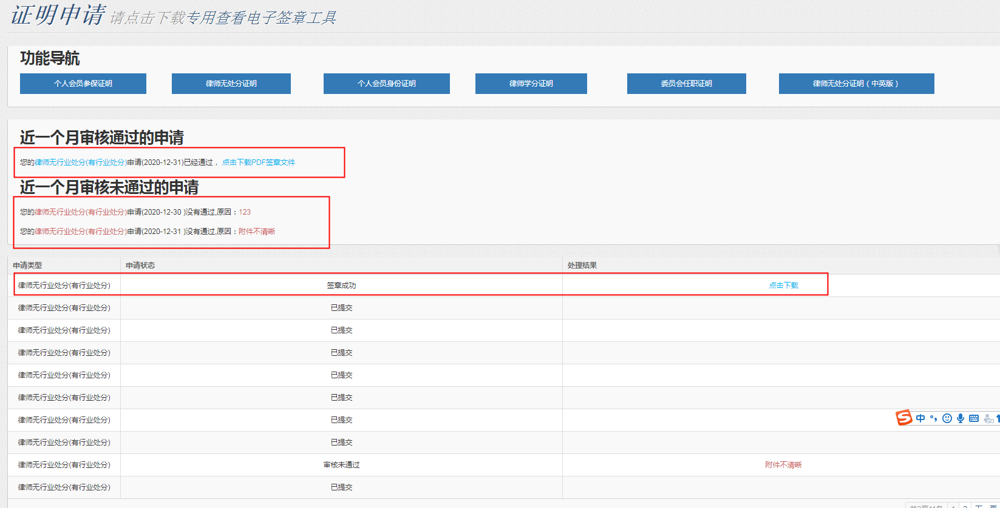 证明申请 请点击下载专用查看电子签章工具
功能导航
个人会员参保证明 律师无处分证明 个人会员身份证明 律师学分证明 委员会任职证明 律师无处分证明（中英版）
近一个月审核通过的申请
您的律师无行业处分(有行业处分)申请(2020-12-31)已经通过，点击下载PDF签章文件
近一个月审核未通过的申请
您的律师无行业处分(有行业处分)申请(2020-12-30 )没有通过,原因：123
您的律师无行业处分(有行业处分)申请(2020-12-31 )没有通过,原因：附件不清晰
申请类型 申请状态 处理结果
律师无行业处分(有行业处分) 签章成功 点击下载
律师无行业处分(有行业处分) 已提交
律师无行业处分(有行业处分) 已提交
律师无行业处分(有行业处分) 已提交
律师无行业处分(有行业处分) 已提交
律师无行业处分(有行业处分) 已提交
律师无行业处分(有行业处分) 已提交
中
律师无行业处分(有行业处分) 已提交
律师无行业处分(有行业处分) 审核未通过 附件不清晰
律师无行业处分(有行业处分) 已提交